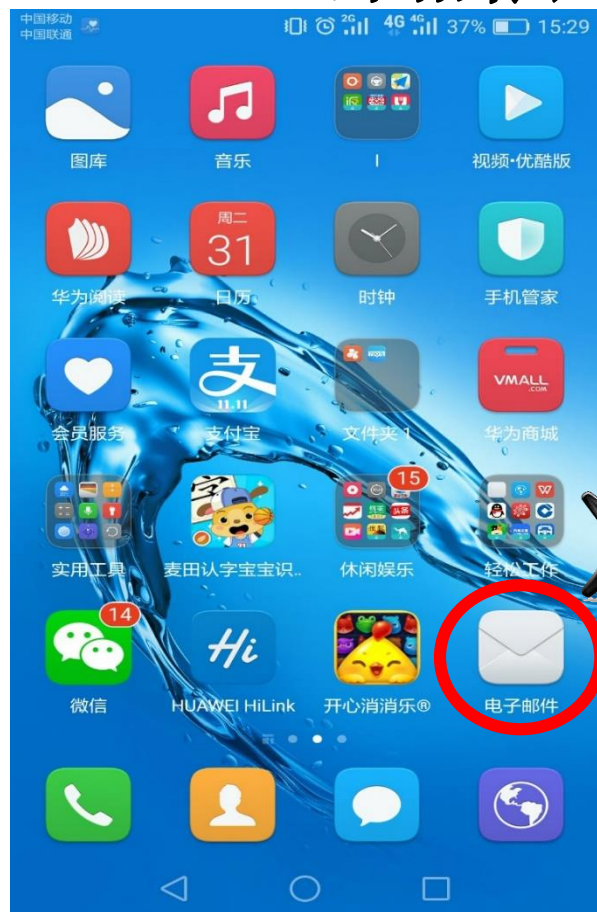 中国移动
中国联通
2G 4G 4G 37% 15:29
图库 音乐 I 视频·优酷版
周二
31
华为阅读 日历 时钟 手机管家
支
11.11
VMALL
.COM
会员服务 支付宝 文件夹 1 华为商城
字
15
实用工具 麦田认字宝宝识.. 休闲娱乐 轻松工作
14
Hi
微信 HUAWEI HiLink 开心消消乐® 电子邮件